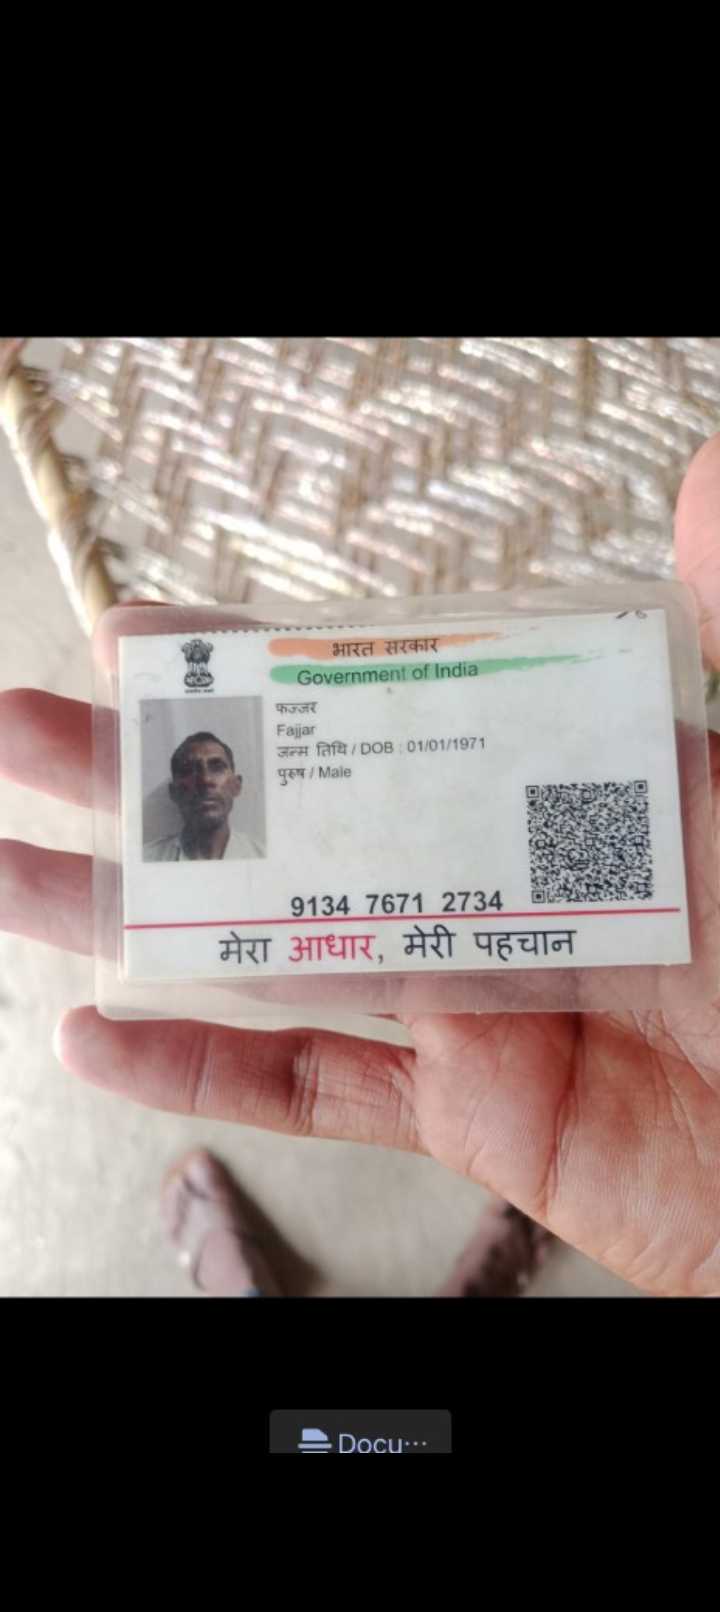 भारत सरकार
Government of India
फज्जर
Fajjar
जन्म तिथि / DOB : 01/01/1971
पुरुष / Male
9134 7671 2734
मेरा आधार, मेरी पहचान
Docu…